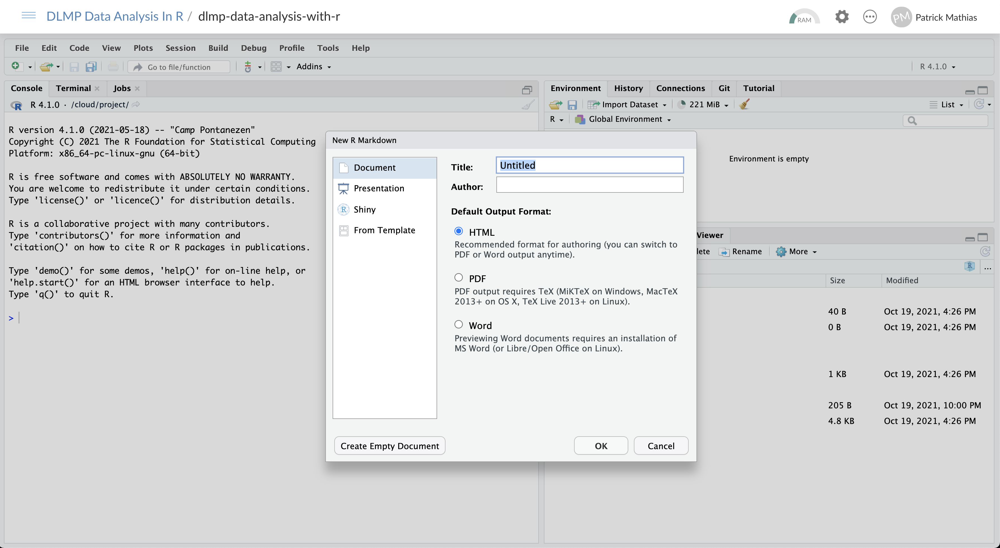 DLMP Data Analysis In R / dlmp-data-analysis-with-r
RAM
PM Patrick Mathias
File Edit Code View Plots Session Build Debug Profile Tools Help
Go to file/function
Git
Addins
R 4.1.0
Console Terminal Jobs
R 4.1.0 · /cloud/project/
R version 4.1.0 (2021-05-18) -- "Camp Pontanezen"
Copyright (C) 2021 The R Foundation for Statistical Computing
Platform: x86_64-pc-linux-gnu (64-bit)
R is free software and comes with ABSOLUTELY NO WARRANTY.
You are welcome to redistribute it under certain conditions.
Type 'license()' or 'licence()' for distribution details.
R is a collaborative project with many contributors.
Type 'contributors()' for more information and
'citation()' on how to cite R or R packages in publications.
Type 'demo()' for some demos, 'help()' for on-line help, or
'help.start()' for an HTML browser interface to help.
Type 'q()' to quit R.
>
New R Markdown
Document
Presentation
R Shiny
From Template
Title: Untitled
Author:
Default Output Format:
HTML
Recommended format for authoring (you can switch to
PDF or Word output anytime).
PDF
PDF output requires TeX (MiKTeX on Windows, MacTeX
2013+ on OS X, TeX Live 2013+ on Linux).
Word
Previewing Word documents requires an installation of
MS Word (or Libre/Open Office on Linux).
Create Empty Document OK Cancel
Environment History Connections Git Tutorial
Import Dataset 221 MiB List
R Global Environment
Environment is empty
Viewer
lete Rename More
R ...
Size Modified
40 B Oct 19, 2021, 4:26 PM
0 B Oct 19, 2021, 4:26 PM
1 KB Oct 19, 2021, 4:26 PM
205 B Oct 19, 2021, 10:00 PM
4.8 KB Oct 19, 2021, 4:26 PM